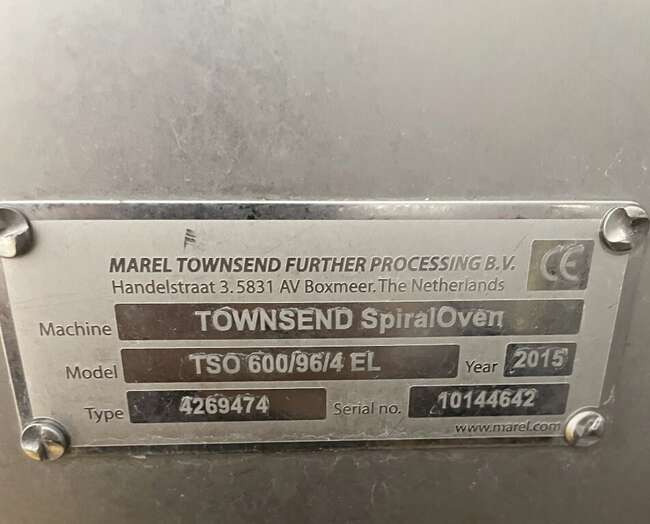 MAREL TOWNSEND FURTHER PROCESSING B.V.
Handelstraat 3. 5831 AV Boxmeer. The Netherlands
CE
Machine TOWNSEND SpiralOven
Model TSO 600/96/4 EL Year 2015
Type 4269474 Serial no. 10144642
www.marel.com